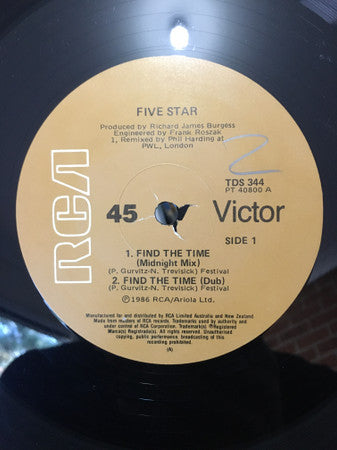 FIVE STAR
Produced by Richard James Burgess
Engineered by Frank Roszak
1, Remixed by Phil Harding at
PWL, London
2
TDS 344
PT 40800 A
RCA
45
Victor
SIDE 1
1. FIND THE TIME
(Midnight Mix)
(P. Gurvitz-N. Trevisick) Festival
2. FIND THE TIME (Dub)
(P. Gurvitz-N. Trevisick) Festival
Ⓟ1986 RCA/Ariola Ltd.
Manufactured for and distributed by RCA Limited Australia and New Zealand
Made from masters of RCA records. Trademarks used by authority and
under control of RCA Corporation. Trademark(s) ®Registered
Marca(s) Registrada(s). All rights reserved. Unauthorised
copying, public performance, broadcasting of this
recording prohibited.
(A)